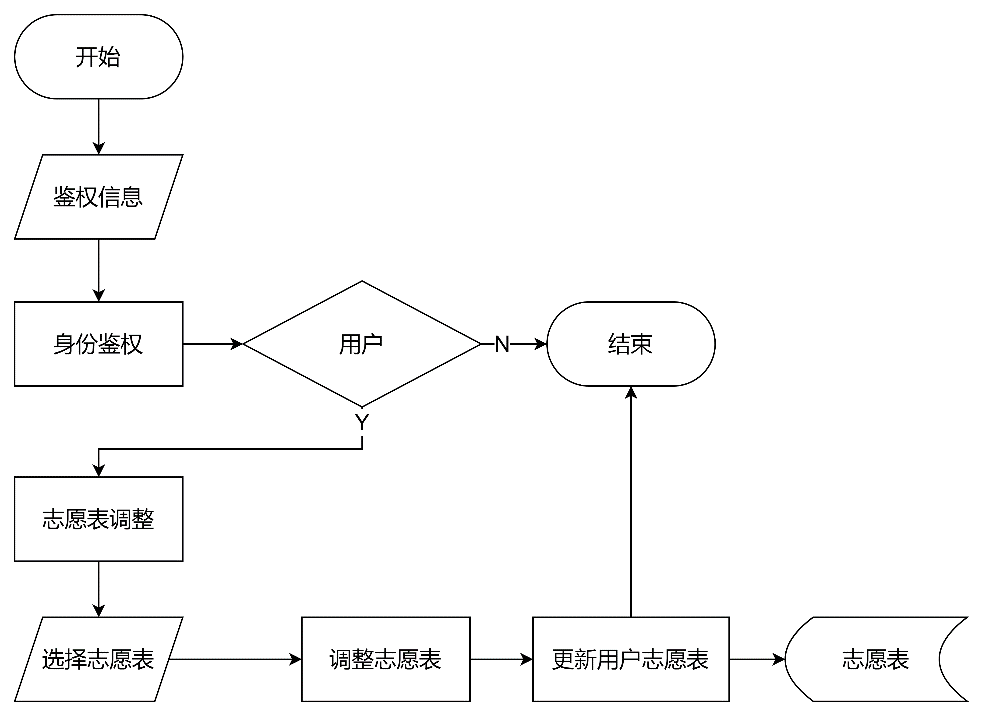 开始
鉴权信息
身份鉴权
用户
N
结束
Y
志愿表调整
选择志愿表
调整志愿表
更新用户志愿表
志愿表